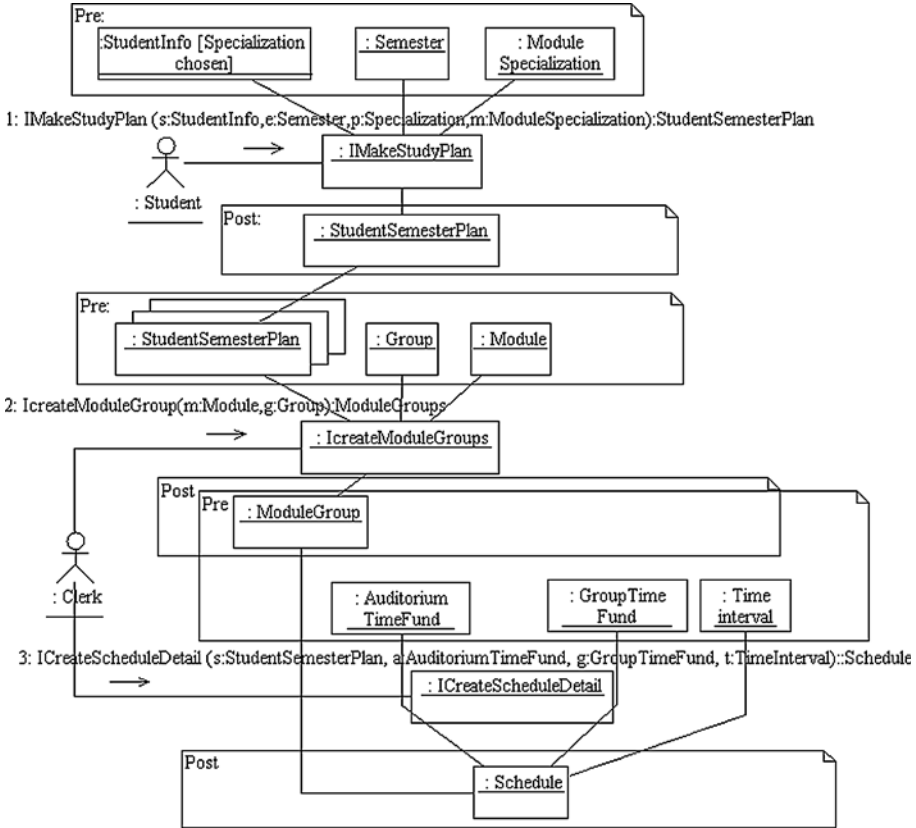 Pre:
:StudentInfo [Specialization
chosen]
: Semester
: Module
Specialization
1: IMakeStudyPlan (s:StudentInfo,e:Semester,p:Specialization,m:ModuleSpecialization):StudentSemesterPlan
: IMakeStudyPlan
: Student
Post:
: StudentSemesterPlan
Pre:
: StudentSemesterPlan
: Group
: Module
2: IcreateModuleGroup(m:Module,g:Group):ModuleGroups
: IcreateModuleGroups
Post
Pre
: ModuleGroup
: Clerk
: Auditorium
TimeFund
: GroupTime
Fund
: Time
interval
3: ICreateScheduleDetail (s:StudentSemesterPlan, a:AuditoriumTimeFund, g:GroupTimeFund, t:TimeInterval)::Schedule
: ICreateScheduleDetail
Post
: Schedule